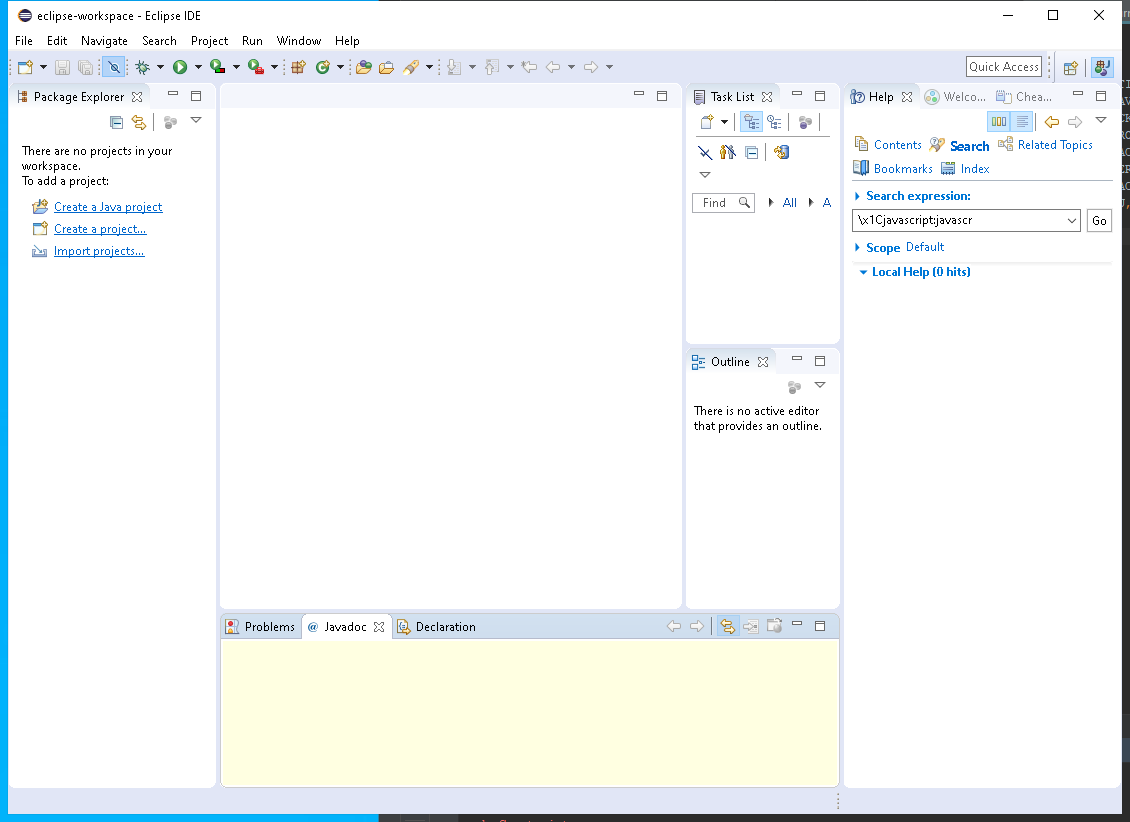 eclipse-workspace - Eclipse IDE
File Edit Navigate Search Project Run Window Help
Quick Access
Package Explorer
There are no projects in your
workspace.
To add a project:
Create a Java project
Create a project...
Import projects...
Task List
Find
All
A
Outline
There is no active editor
that provides an outline.
Help
Welco...
Chea...
Contents
Search
Related Topics
Bookmarks
Index
Search expression:
\x1Cjavascript:javascr
Go
Scope Default
Local Help (0 hits)
Problems
@ Javadoc
Declaration